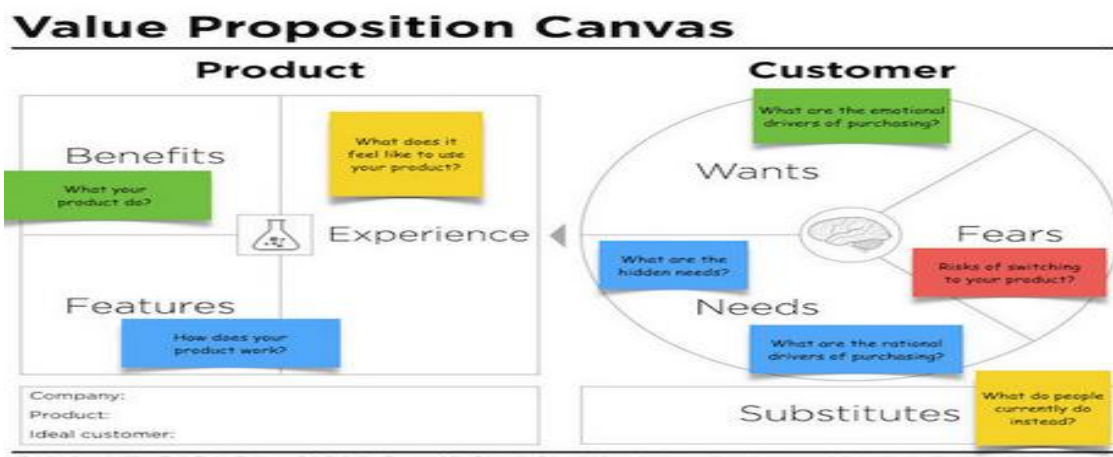 Value Proposition Canvas
Product
Customer
Benefits
What your
product do?
What does it
feel like to use
your product?
Experience
Features
How does your
product work?
Company:
Product:
Ideal customer:
What are the emotional
drivers of purchasing?
Wants
Fears
Risks of switching
to your product?
What are the
hidden needs?
Needs
What are the rational
drivers of purchasing?
Substitutes
What do people
currently do
instead?